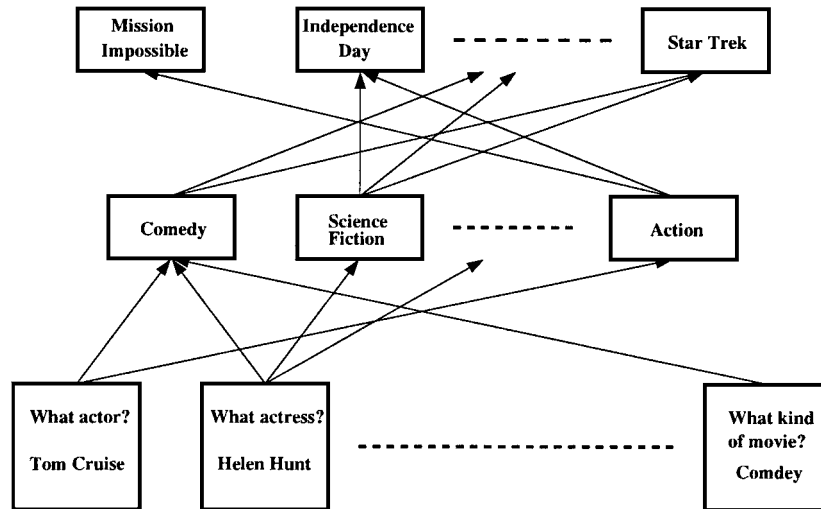 Mission
Impossible
Independence
Day
Star Trek
Comedy
Science
Fiction
Action
What actor?
Tom Cruise
What actress?
Helen Hunt
What kind
of movie?
Comdey